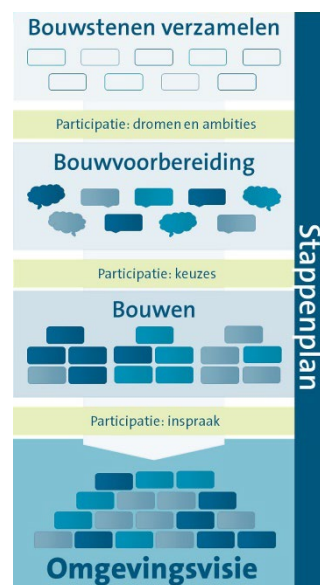 Bouwstenen verzamelen
Participatie: dromen en ambities
Bouwvoorbereiding
Participatie: keuzes
Bouwen
Participatie: inspraak
Omgevingsvisie
Stappenplan